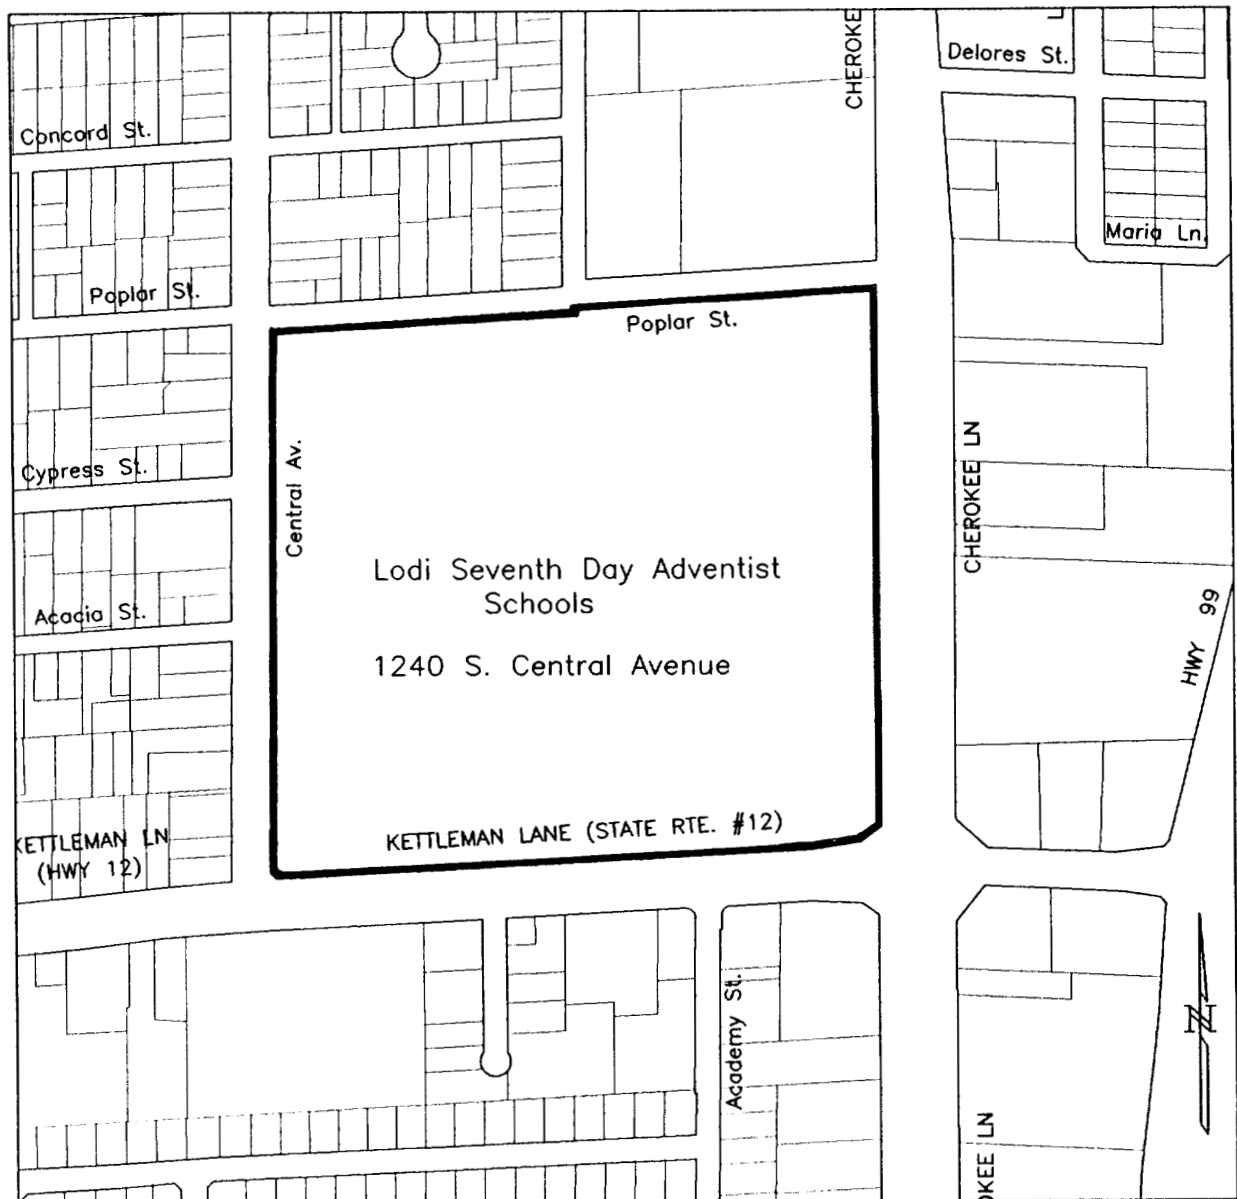 CHEROKE
Delores St.
L
Concord St.
Maria Ln.
Poplar St.
Poplar St.
Central Av.
Cypress St.
CHEROKEE LN
Lodi Seventh Day Adventist
Schools
1240 S. Central Avenue
Acacia St.
HWY 99
KETTLEMAN LANE (STATE RTE. #12)
KETTLEMAN LN
(HWY 12)
Academy St.
N
OKEE LN